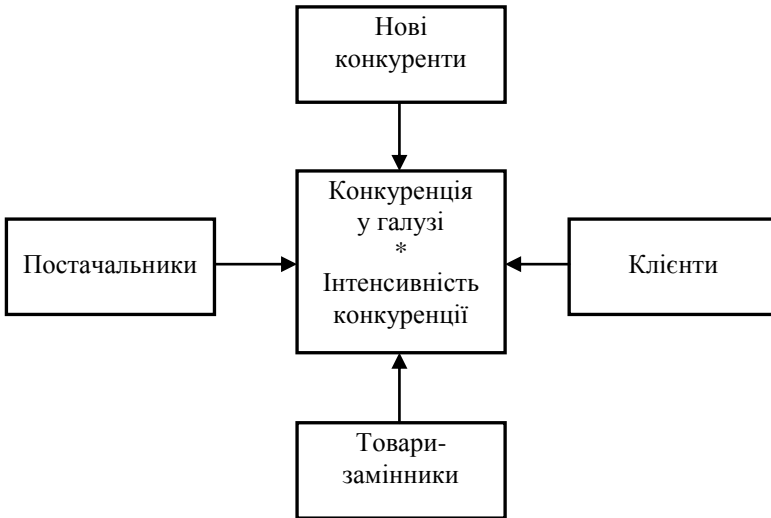 Нові
конкуренти
Конкуренція
у галузі
*
Інтенсивність
конкуренції
Постачальники
Клієнти
Товари-
замінники